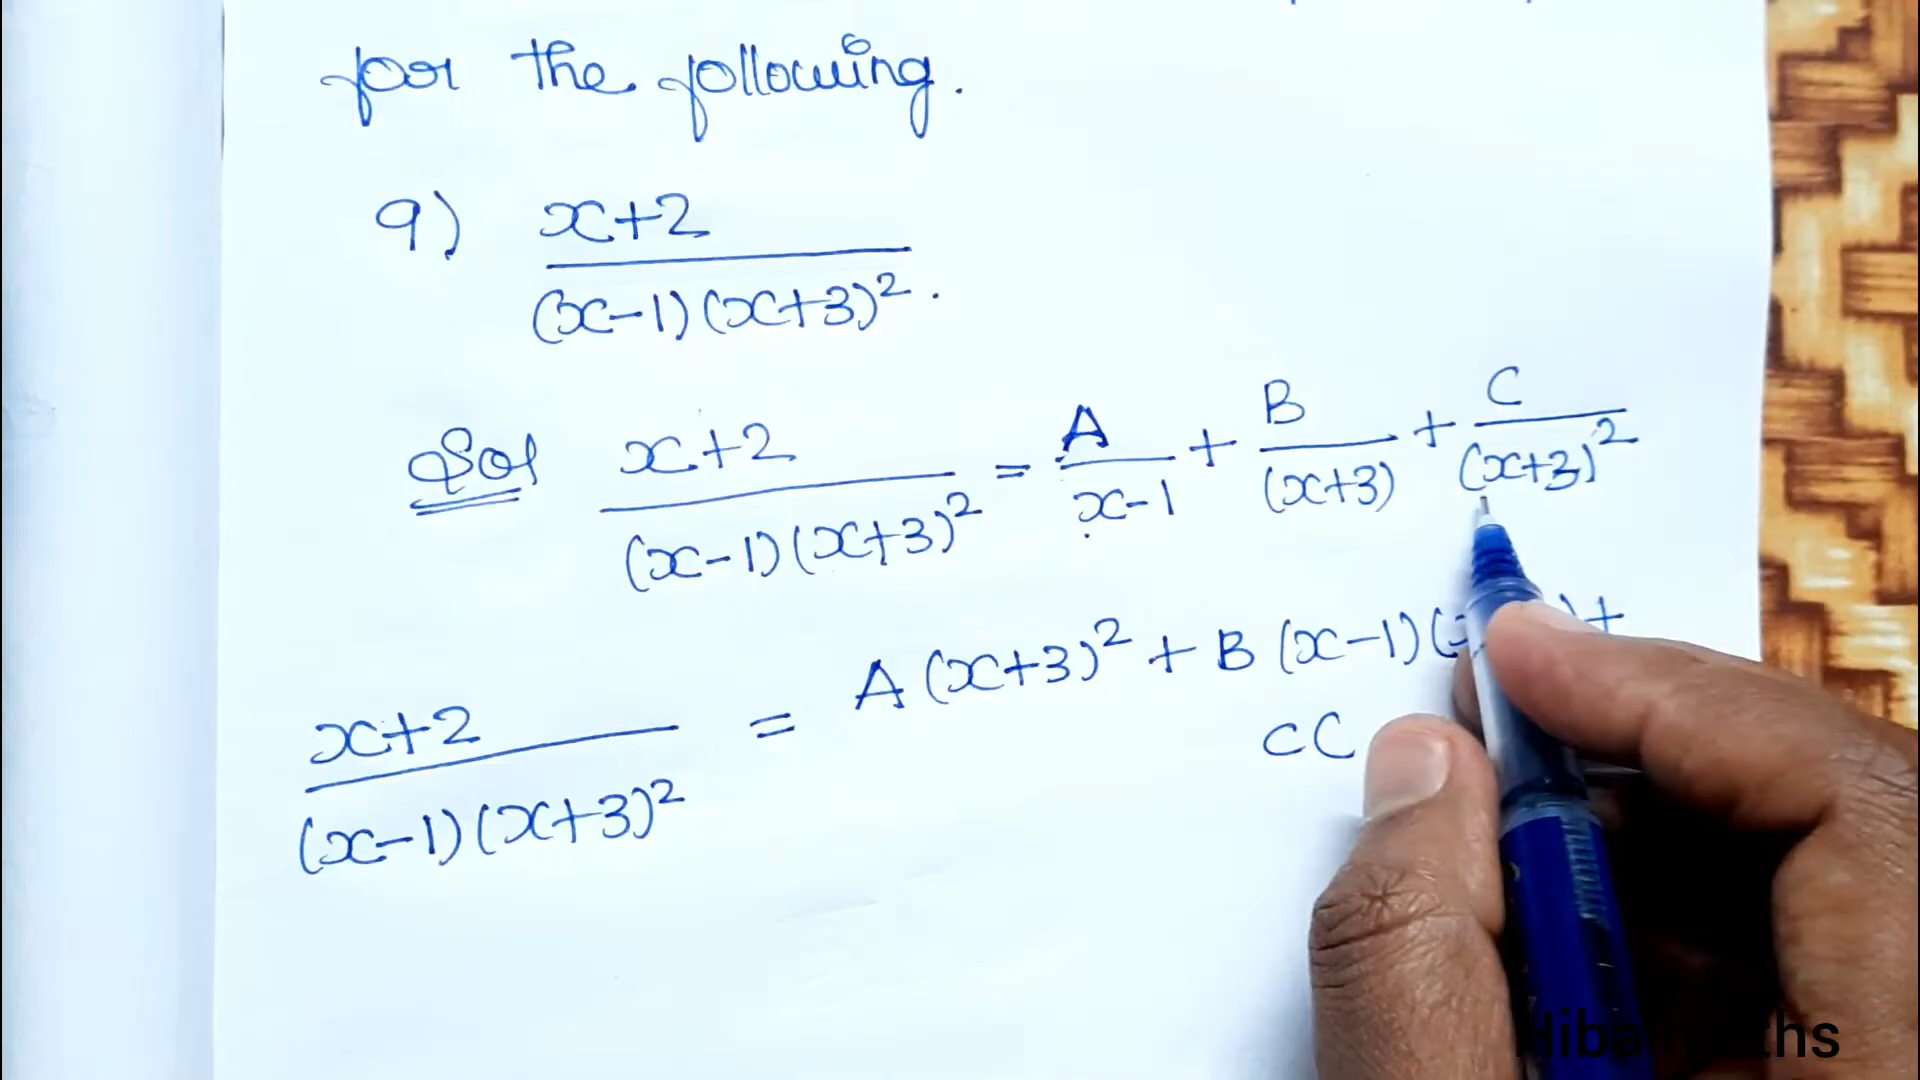 for the following.
9) x+2
(x-1)(x+3)².
Sol x+2 = A + B + C
(x-1)(x+3)² x-1 (x+3) (x+3)²
x+2 = A(x+3)² + B(x-1)( +
CC
(x-1)(x+3)²